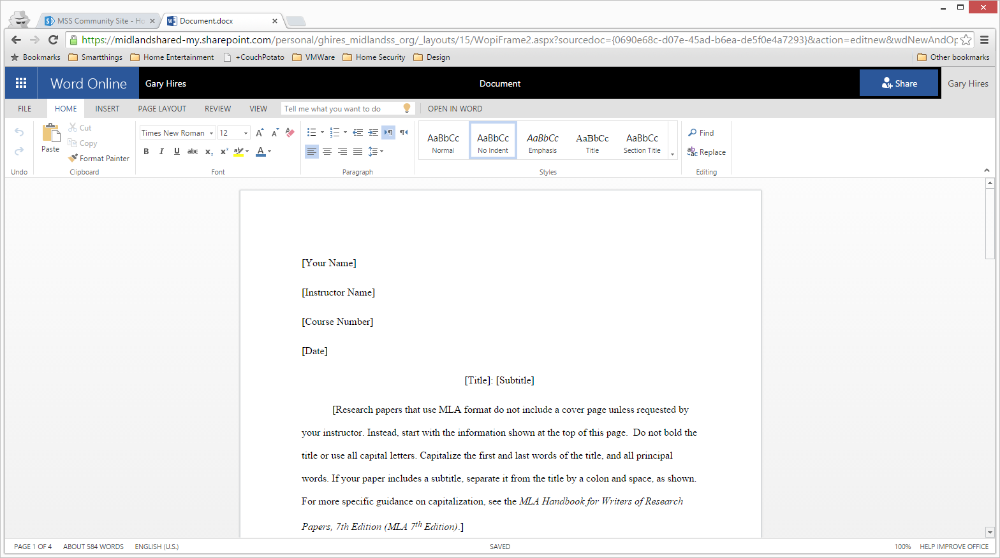 MSS Community Site - Ho
Document.docx
https://midlandshared-my.sharepoint.com/personal/ghires_midlandss_org/_layouts/15/WopiFrame2.aspx?sourcedoc={0690e68c-d07e-45ad-b6ea-de5f0e4a7293}&action=editnew&wdNewAndOp
Bookmarks Smartthings Home Entertainment +CouchPotato VMWare Home Security Design Other bookmarks
Word Online Gary Hires Document Share Gary Hires
FILE HOME INSERT PAGE LAYOUT REVIEW VIEW Tell me what you want to do OPEN IN WORD
Paste
Cut
Copy
Format Painter
Times New Roman 12
B I U abc x₂ x² ab A
AaBbCc AaBbCc AaBbCc AaBbCc AaBbCc
Normal No Indent Emphasis Title Section Title
Find
Replace
Undo Clipboard Font Paragraph Styles Editing
[Your Name]
[Instructor Name]
[Course Number]
[Date]
[Title]: [Subtitle]
[Research papers that use MLA format do not include a cover page unless requested by
your instructor. Instead, start with the information shown at the top of this page.  Do not bold the
title or use all capital letters. Capitalize the first and last words of the title, and all principal
words. If your paper includes a subtitle, separate it from the title by a colon and space, as shown.
For more specific guidance on capitalization, see the MLA Handbook for Writers of Research
Papers, 7th Edition (MLA 7th Edition).]
PAGE 1 OF 4 ABOUT 584 WORDS ENGLISH (U.S.) SAVED 100% HELP IMPROVE OFFICE